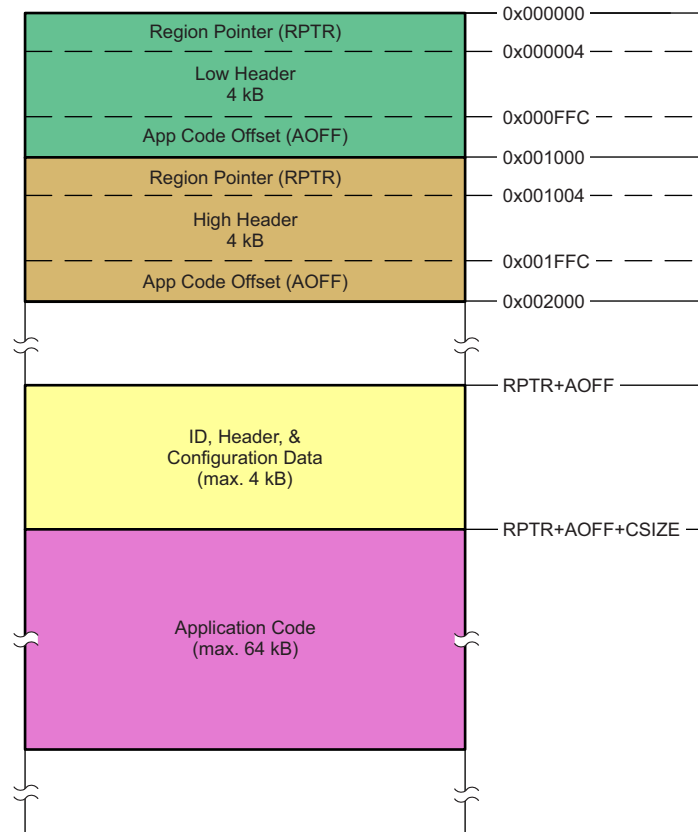 0x000000
Region Pointer (RPTR)
0x000004
Low Header
4 kB
0x000FFC
App Code Offset (AOFF)
0x001000
Region Pointer (RPTR)
0x001004
High Header
4 kB
0x001FFC
App Code Offset (AOFF)
0x002000
RPTR+AOFF
ID, Header, &
Configuration Data
(max. 4 kB)
RPTR+AOFF+CSIZE
Application Code
(max. 64 kB)